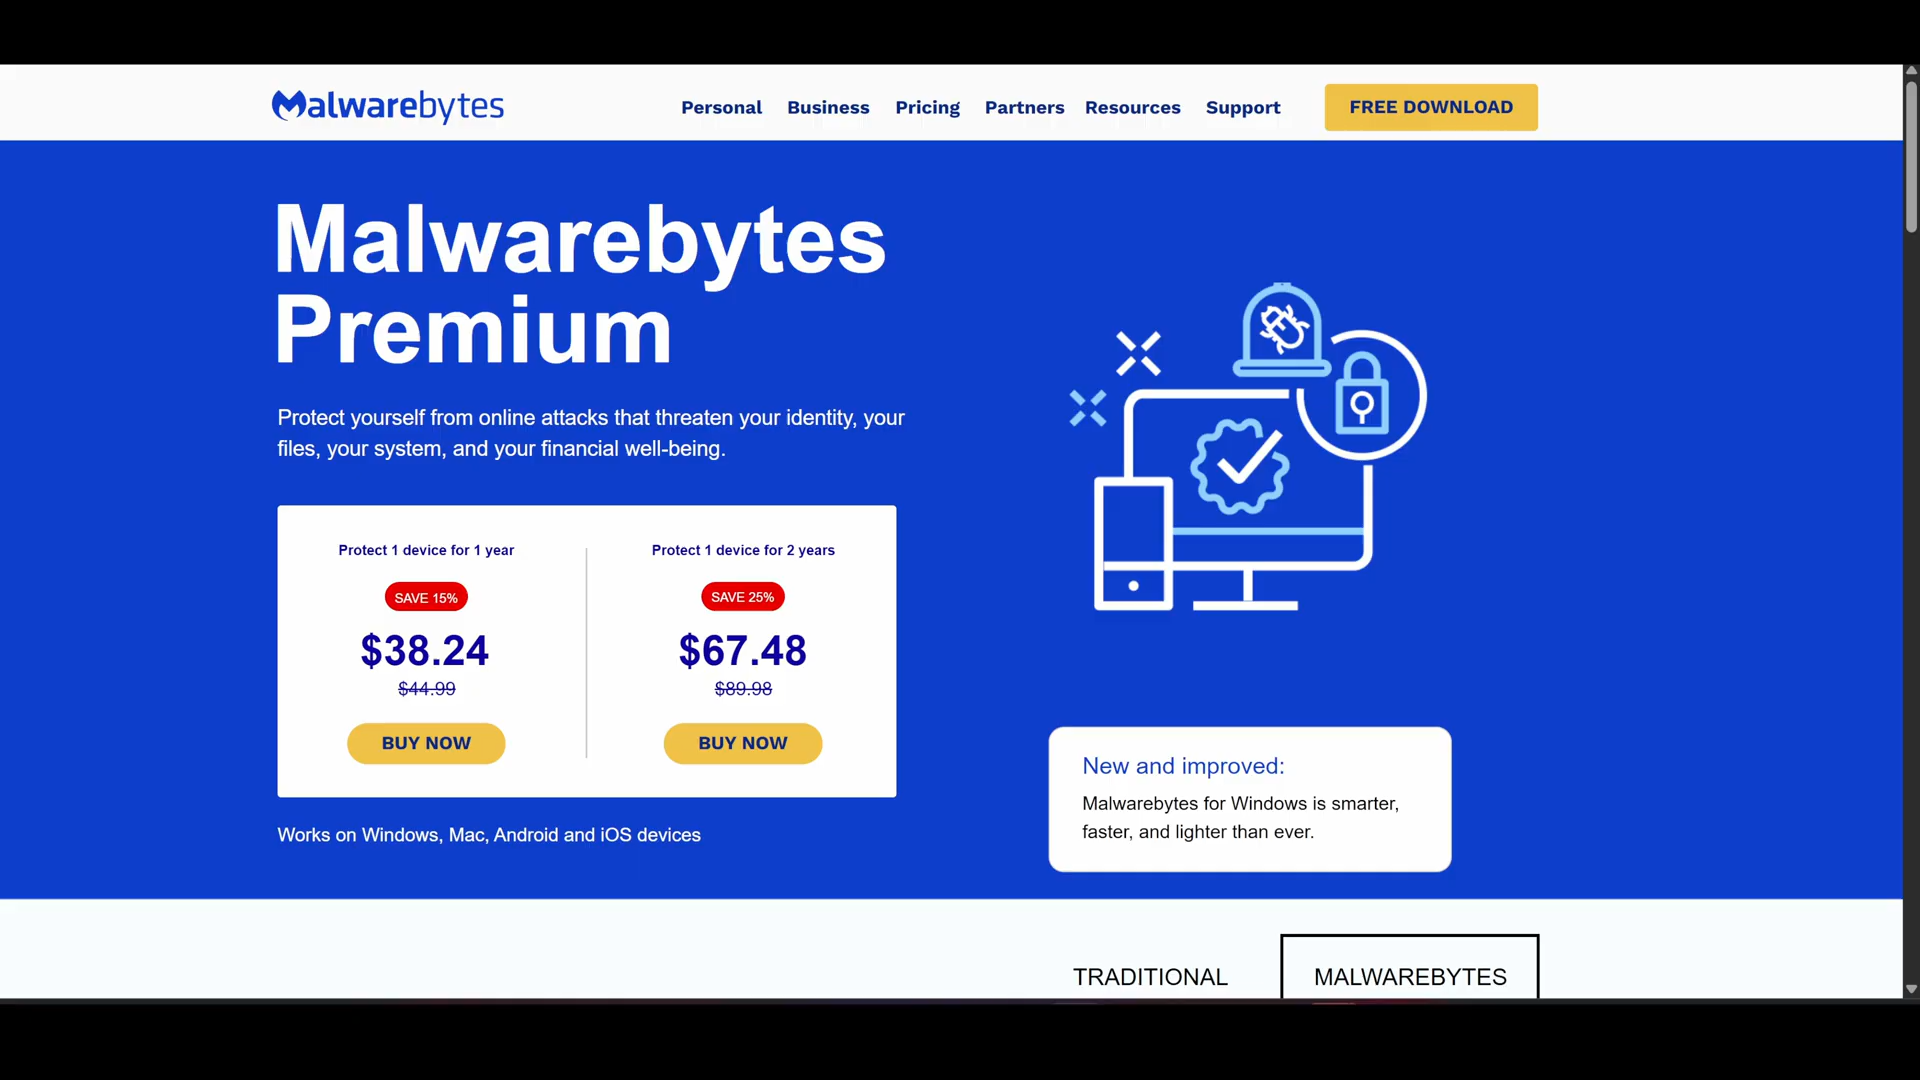 Malwarebytes
Personal Business Pricing Partners Resources Support FREE DOWNLOAD
Malwarebytes
Premium
Protect yourself from online attacks that threaten your identity, your
files, your system, and your financial well-being.
Protect 1 device for 1 year
SAVE 15%
$38.24
$44.99
BUY NOW
Protect 1 device for 2 years
SAVE 25%
$67.48
$89.98
BUY NOW
Works on Windows, Mac, Android and iOS devices
New and improved:
Malwarebytes for Windows is smarter,
faster, and lighter than ever.
TRADITIONAL MALWAREBYTES